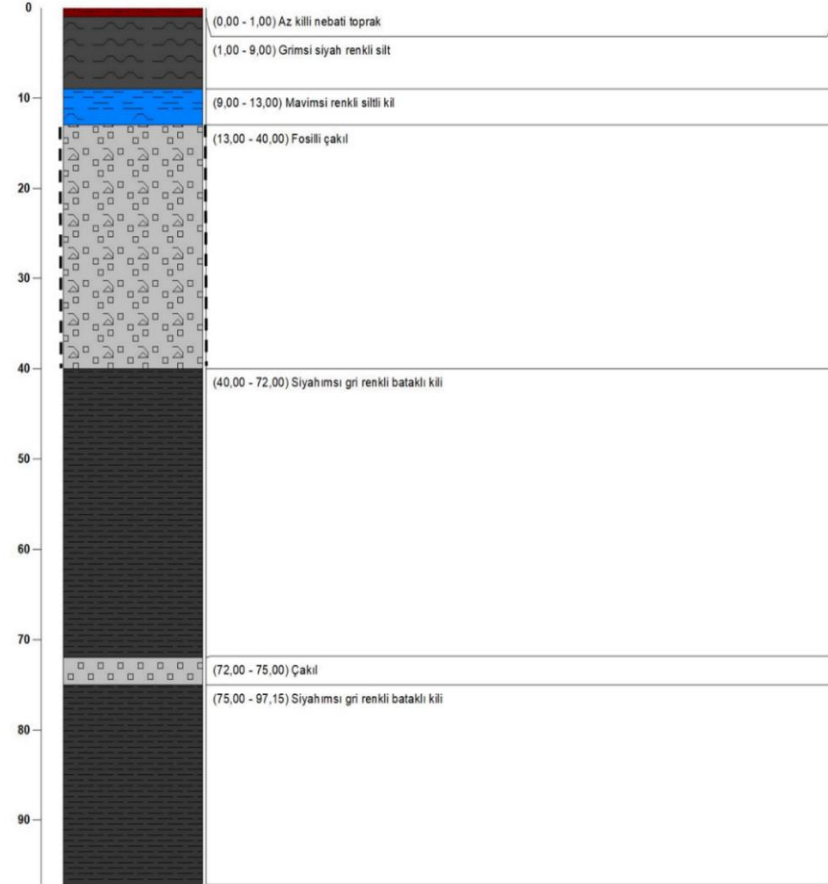 0
(0,00 - 1,00) Az killi nebati toprak
(1,00 - 9,00) Grimsi siyah renkli silt
10
(9,00 - 13,00) Mavimsi renkli siltli kil
(13,00 - 40,00) Fosilli çakıl
20
30
40
(40,00 - 72,00) Siyahımsı gri renkli bataklı kili
50
60
70
(72,00 - 75,00) Çakıl
(75,00 - 97,15) Siyahımsı gri renkli bataklı kili
80
90